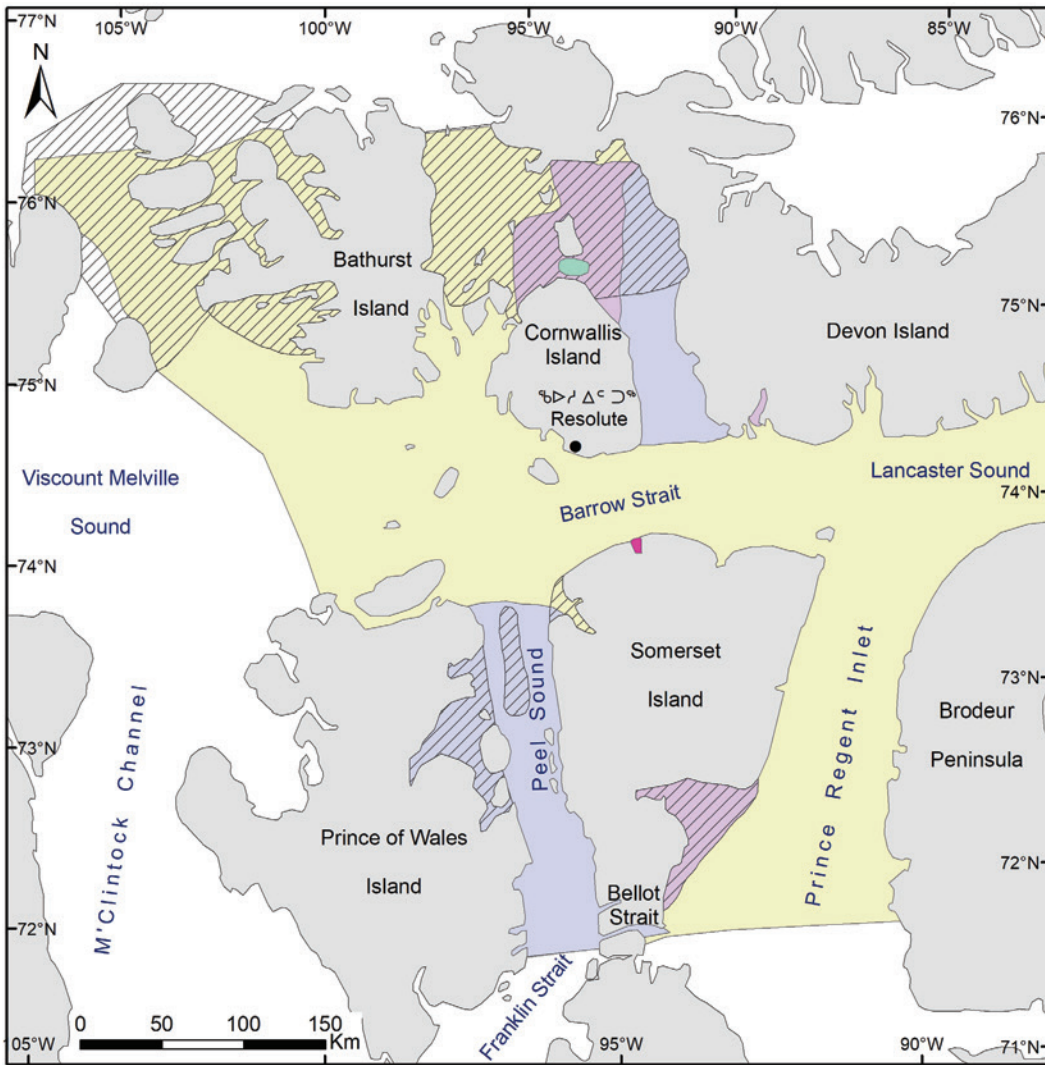 77°N
105°W
100°W
95°W
90°W
85°W
N
76°N
76°N
Bathurst
Island
75°N
Cornwallis
Island
Devon Island
75°N
ᖃᐅᓱᐃᑦᑐᖅ
Resolute
Viscount Melville
Sound
Lancaster Sound
74°N
Barrow Strait
74°N
Somerset
Island
73°N
Peel Sound
Prince Regent Inlet
Brodeur
Peninsula
73°N
M'Clintock Channel
Prince of Wales
Island
72°N
Bellot
Strait
72°N
Franklin Strait
0 50 100 150
Km
05°W
95°W
90°W
71°N